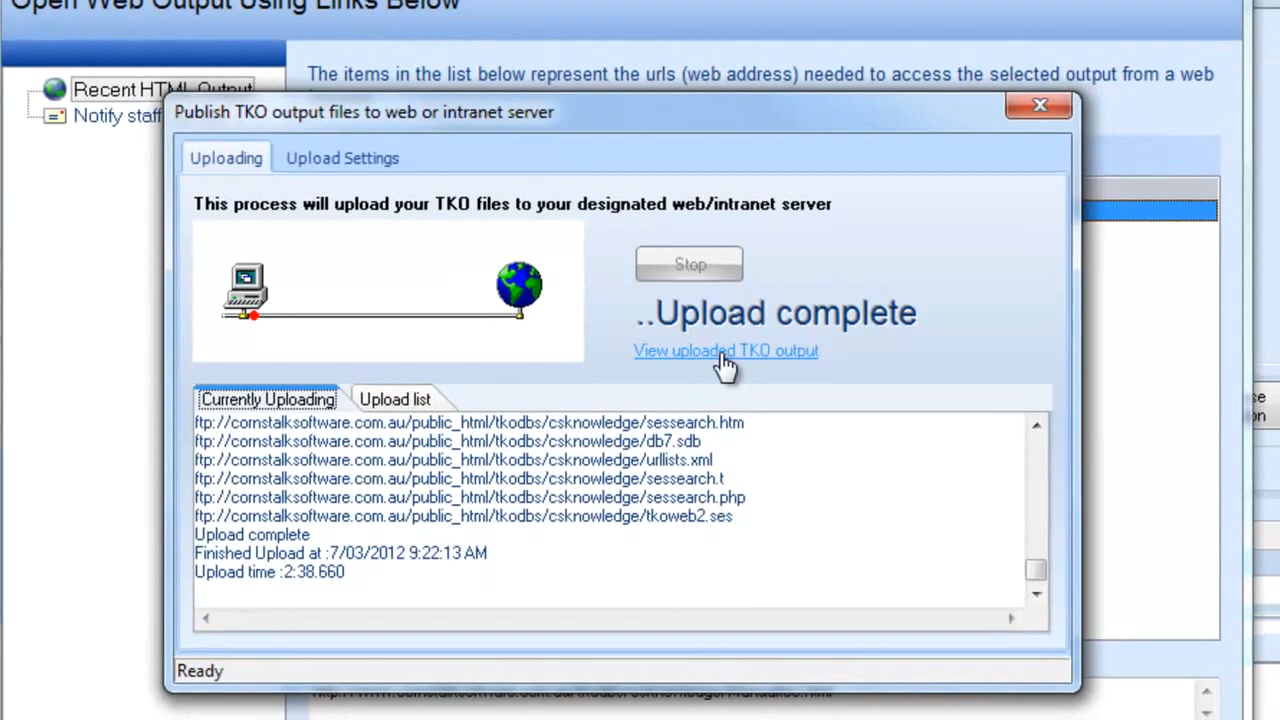 Open Web Output Using Links Below
Recent HTML Output
Notify staff
The items in the list below represent the urls (web address) needed to access the selected output from a web
Publish TKO output files to web or intranet server
Uploading
Upload Settings
This process will upload your TKO files to your designated web/intranet server
Stop
..Upload complete
View uploaded TKO output
Currently Uploading
Upload list
ftp://cornstalksoftware.com.au/public_html/tkodbs/csknowledge/sessearch.htm
ftp://cornstalksoftware.com.au/public_html/tkodbs/csknowledge/db7.sdb
ftp://cornstalksoftware.com.au/public_html/tkodbs/csknowledge/urllists.xml
ftp://cornstalksoftware.com.au/public_html/tkodbs/csknowledge/sessearch.t
ftp://cornstalksoftware.com.au/public_html/tkodbs/csknowledge/sessearch.php
ftp://cornstalksoftware.com.au/public_html/tkodbs/csknowledge/tkoweb2.ses
Upload complete
Finished Upload at :7/03/2012 9:22:13 AM
Upload time :2:38.660
Ready